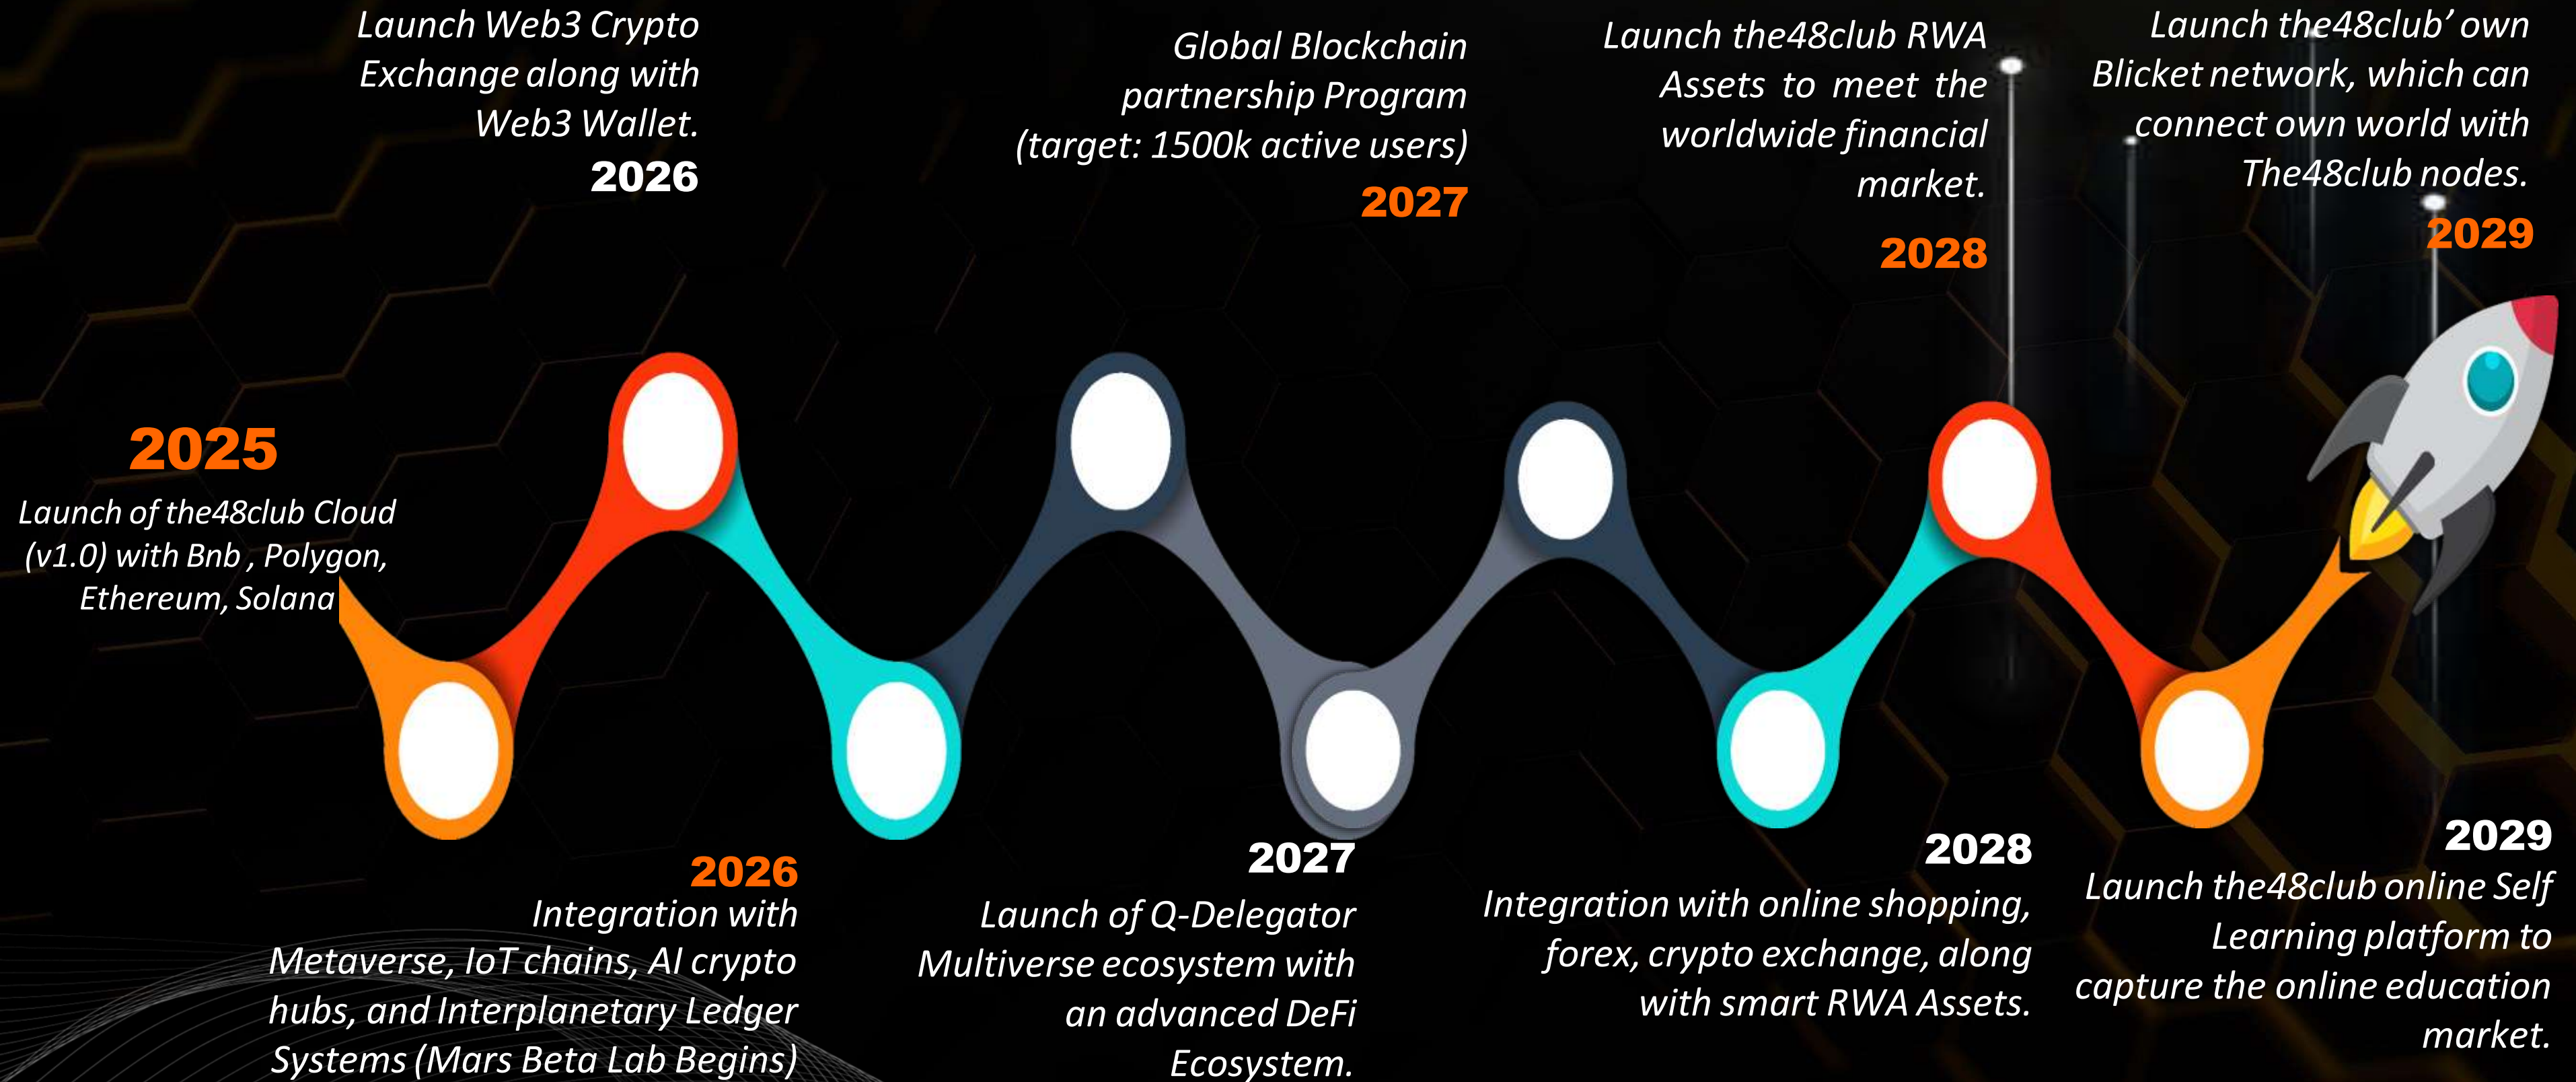 2025
Launch of the48club Cloud
(v1.0) with Bnb , Polygon,
Ethereum, Solana
Launch Web3 Crypto
Exchange along with
Web3 Wallet.
2026
2026
Integration with
Metaverse, IoT chains, AI crypto
hubs, and Interplanetary Ledger
Systems (Mars Beta Lab Begins)
Global Blockchain
partnership Program
(target: 1500k active users)
2027
2027
Launch of Q-Delegator
Multiverse ecosystem with
an advanced DeFi
Ecosystem.
Launch the48club RWA
Assets to meet the
worldwide financial
market.
2028
2028
Integration with online shopping,
forex, crypto exchange, along
with smart RWA Assets.
Launch the48club’ own
Blicket network, which can
connect own world with
The48club nodes.
2029
2029
Launch the48club online Self
Learning platform to
capture the online education
market.